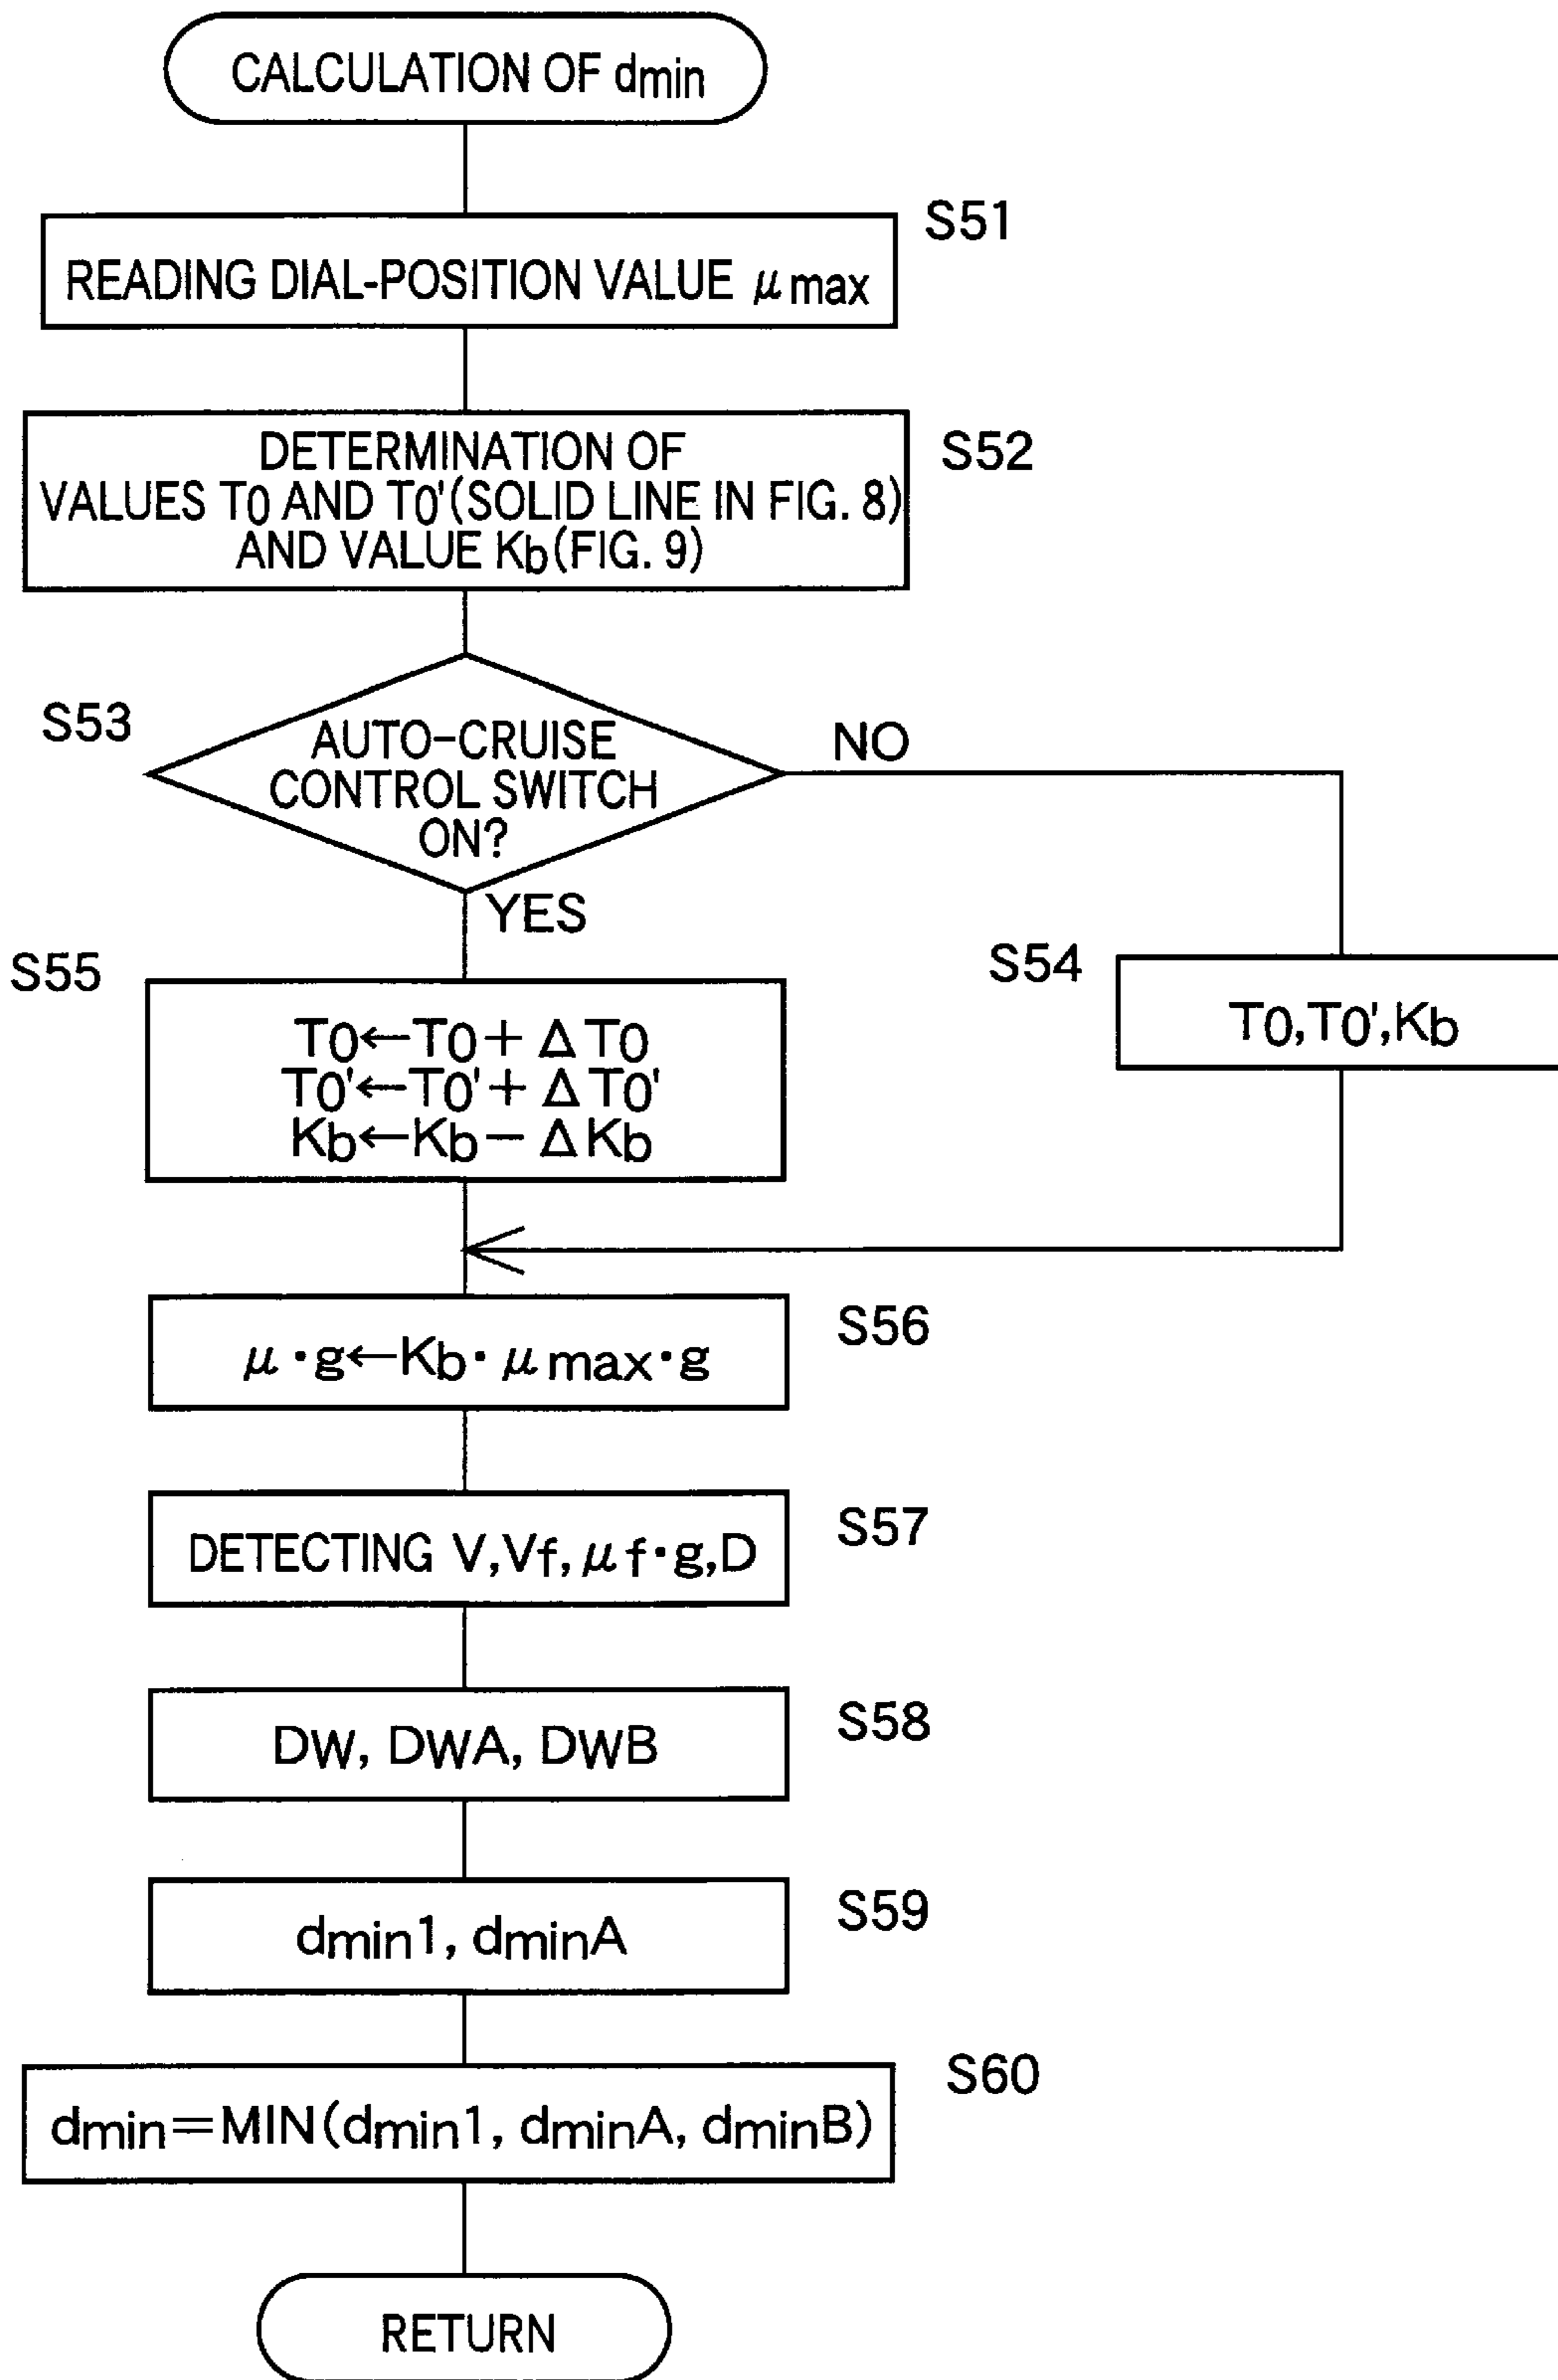 CALCULATION OF dmin
S51
READING DIAL-POSITION VALUE μmax
S52
DETERMINATION OF
VALUES T0 AND T0'(SOLID LINE IN FIG. 8)
AND VALUE Kb(FIG. 9)
S53
AUTO-CRUISE
CONTROL SWITCH
ON?
NO
YES
S55
T0←T0+ΔT0
T0'←T0'+ΔT0'
Kb←Kb−ΔKb
S54
T0,T0',Kb
S56
μ·g←Kb·μmax·g
S57
DETECTING V,Vf,μf·g,D
S58
DW, DWA, DWB
S59
dmin1, dminA
S60
dmin=MIN(dmin1, dminA, dminB)
RETURN